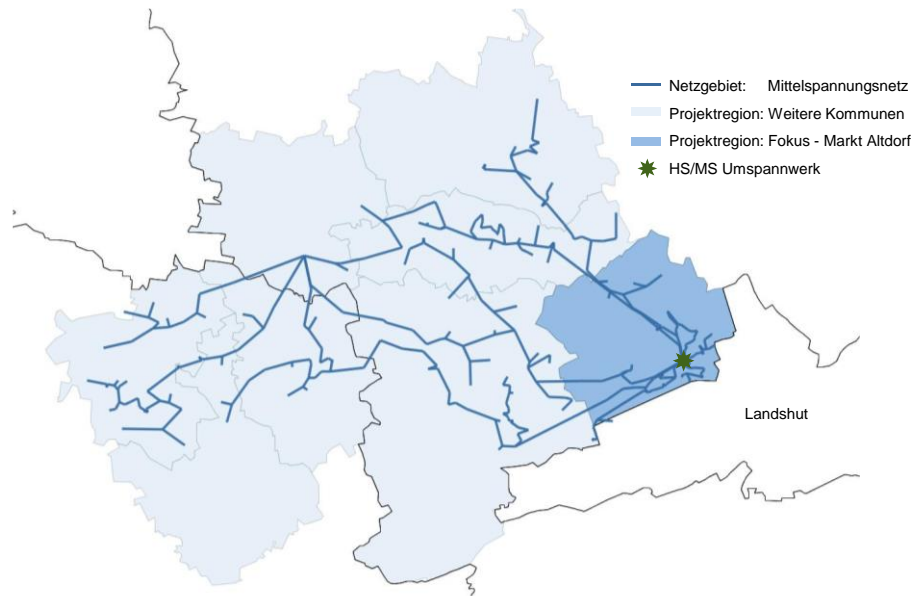 Netzgebiet: Mittelspannungsnetz
Projektregion: Weitere Kommunen
Projektregion: Fokus - Markt Altdorf
HS/MS Umspannwerk
Landshut